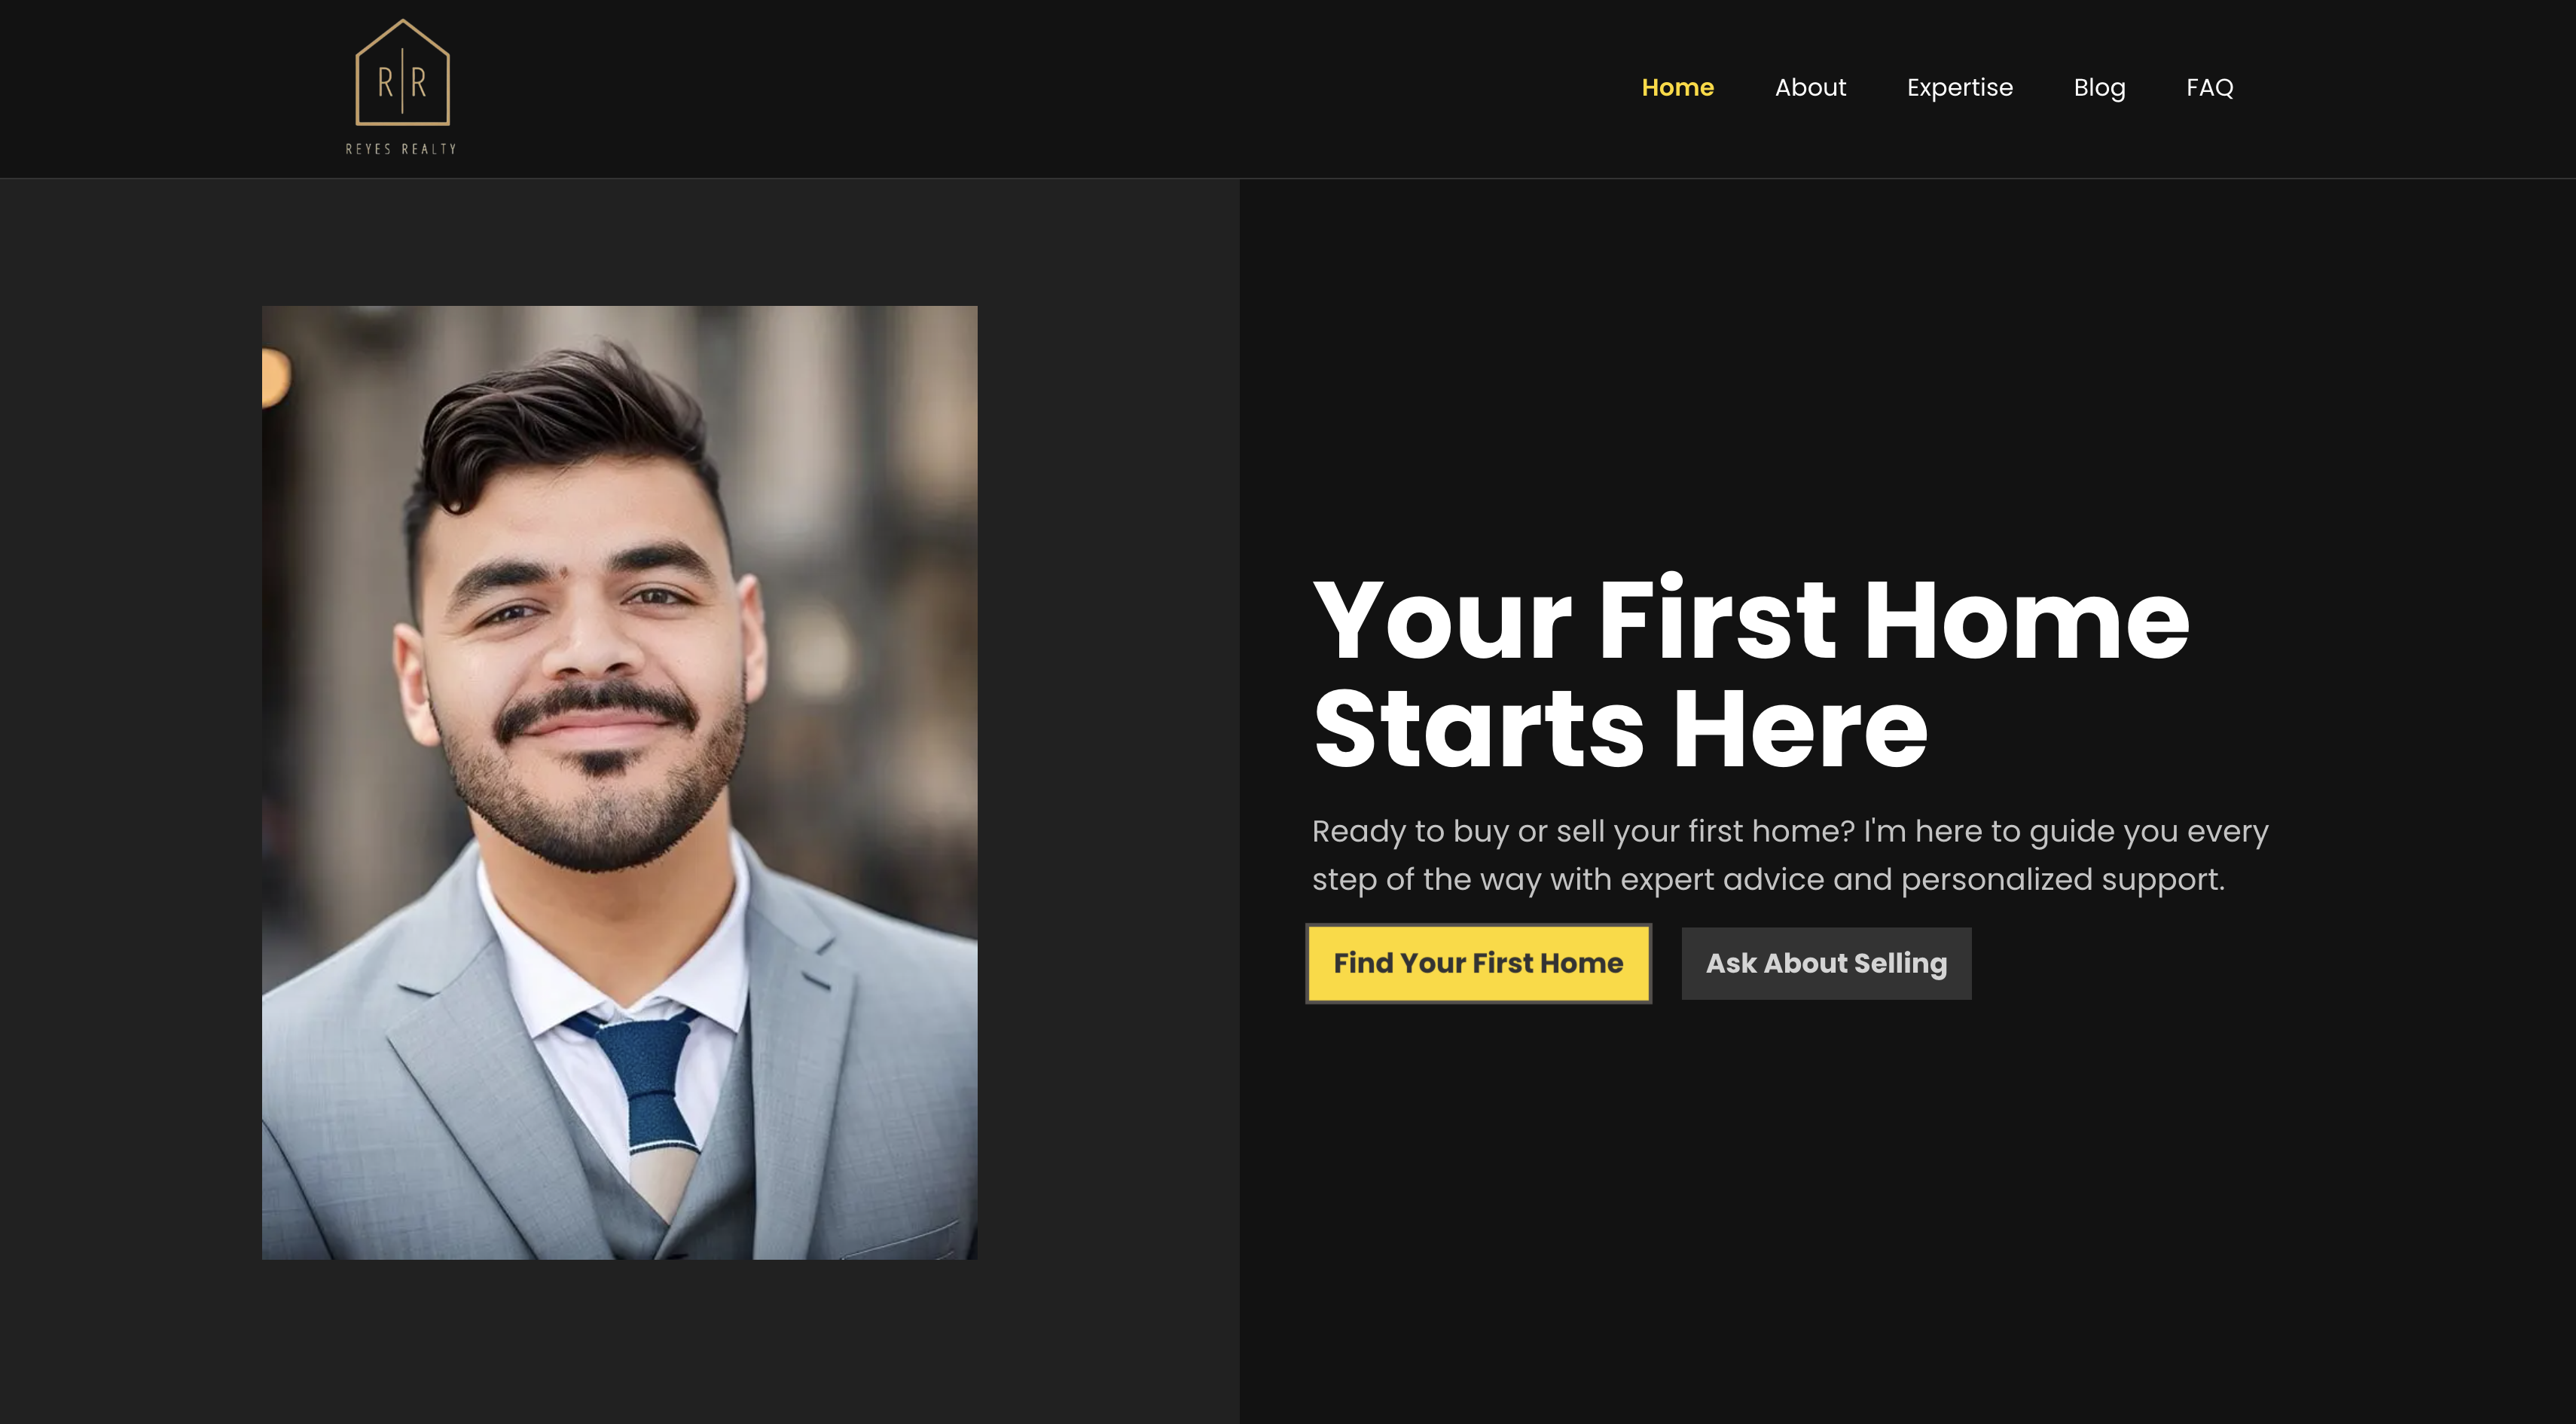 R R
REYES REALTY
Home About Expertise Blog FAQ
Your First Home
Starts Here
Ready to buy or sell your first home? I'm here to guide you every
step of the way with expert advice and personalized support.
Find Your First Home Ask About Selling